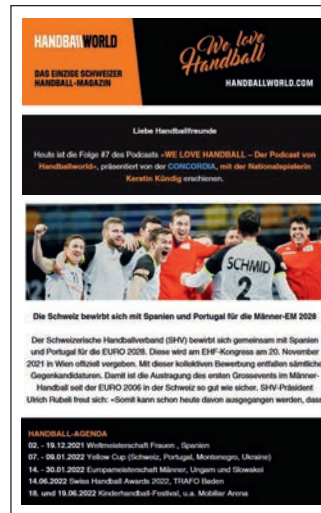 HANDBALLWORLD
We love
Handball
DAS EINZIGE SCHWEIZER
HANDBALL-MAGAZIN
HANDBALLWORLD.COM
Liebe Handballfreunde
Heute ist die Folge #7 des Podcasts «WE LOVE HANDBALL – Der Podcast von
Handballworld», präsentiert von der CONCORDIA, mit der Nationalspielerin
Kerstin Kündig erschienen.
SCHMID
2
Die Schweiz bewirbt sich mit Spanien und Portugal für die Männer-EM 2028
Der Schweizerische Handballverband (SHV) bewirbt sich gemeinsam mit Spanien
und Portugal für die EURO 2028. Diese wird am EHF-Kongress am 20. November
2021 in Wien offiziell vergeben. Mit dieser kollektiven Bewerbung entfallen sämtliche
Gegenkandidaturen. Damit ist die Austragung des ersten Grossevents im Männer-
Handball seit der EURO 2006 in der Schweiz so gut wie sicher. SHV-Präsident
Ulrich Rubeli freut sich: «Somit kann schon heute davon ausgegangen werden, dass
HANDBALL-AGENDA
02. - 19.12.2021 Weltmeisterschaft Frauen , Spanien
07. - 09.01.2022 Yellow Cup (Schweiz, Portugal, Montenegro, Ukraine)
14. - 30.01.2022 Europameisterschaft Männer, Ungarn und Slowakei
14.06.2022 Swiss Handball Awards 2022, TRAFO Baden
18. und 19.06.2022 Kinderhandball-Festival, u.a. Mobiliar Arena